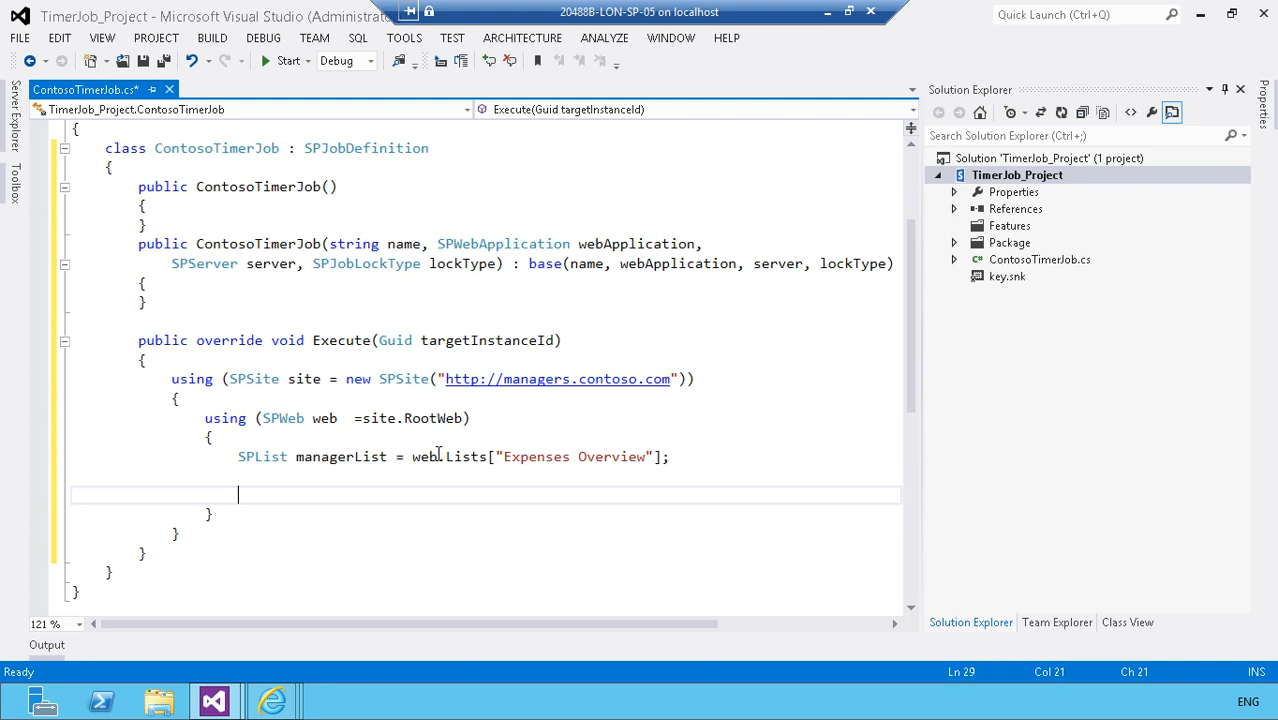 TimerJob_Project - Microsoft Visual Studi
(Administrat
20488B-LON-SP-05 on localhost
Quick Launch (Ctrl+Q)
FILE EDIT VIEW PROJECT BUILD DEBUG TEAM SQL TOOLS TEST ARCHITECTURE ANALYZE WINDOW HELP
Start Debug
Server Explorer
Toolbox
ContosoTimerJob.cs*
TimerJob_Project.ContosoTimerJob
Execute(Guid targetInstanceId)
{
class ContosoTimerJob : SPJobDefinition
{
public ContosoTimerJob()
{
}
public ContosoTimerJob(string name, SPWebApplication webApplication,
SPServer server, SPJobLockType lockType) : base(name, webApplication, server, lockType)
{
}
public override void Execute(Guid targetInstanceId)
{
using (SPSite site = new SPSite("http://managers.contoso.com"))
{
using (SPWeb web  =site.RootWeb)
{
SPList managerList = web.Lists["Expenses Overview"];
}
}
}
}
}
121 %
Output
Solution Explorer
Search Solution Explorer (Ctrl+;)
Solution 'TimerJob_Project' (1 project)
TimerJob_Project
Properties
References
Features
Package
ContosoTimerJob.cs
key.snk
Solution Explorer Team Explorer Class View
Properties
Ready
Ln 29 Col 21 Ch 21 INS
ENG